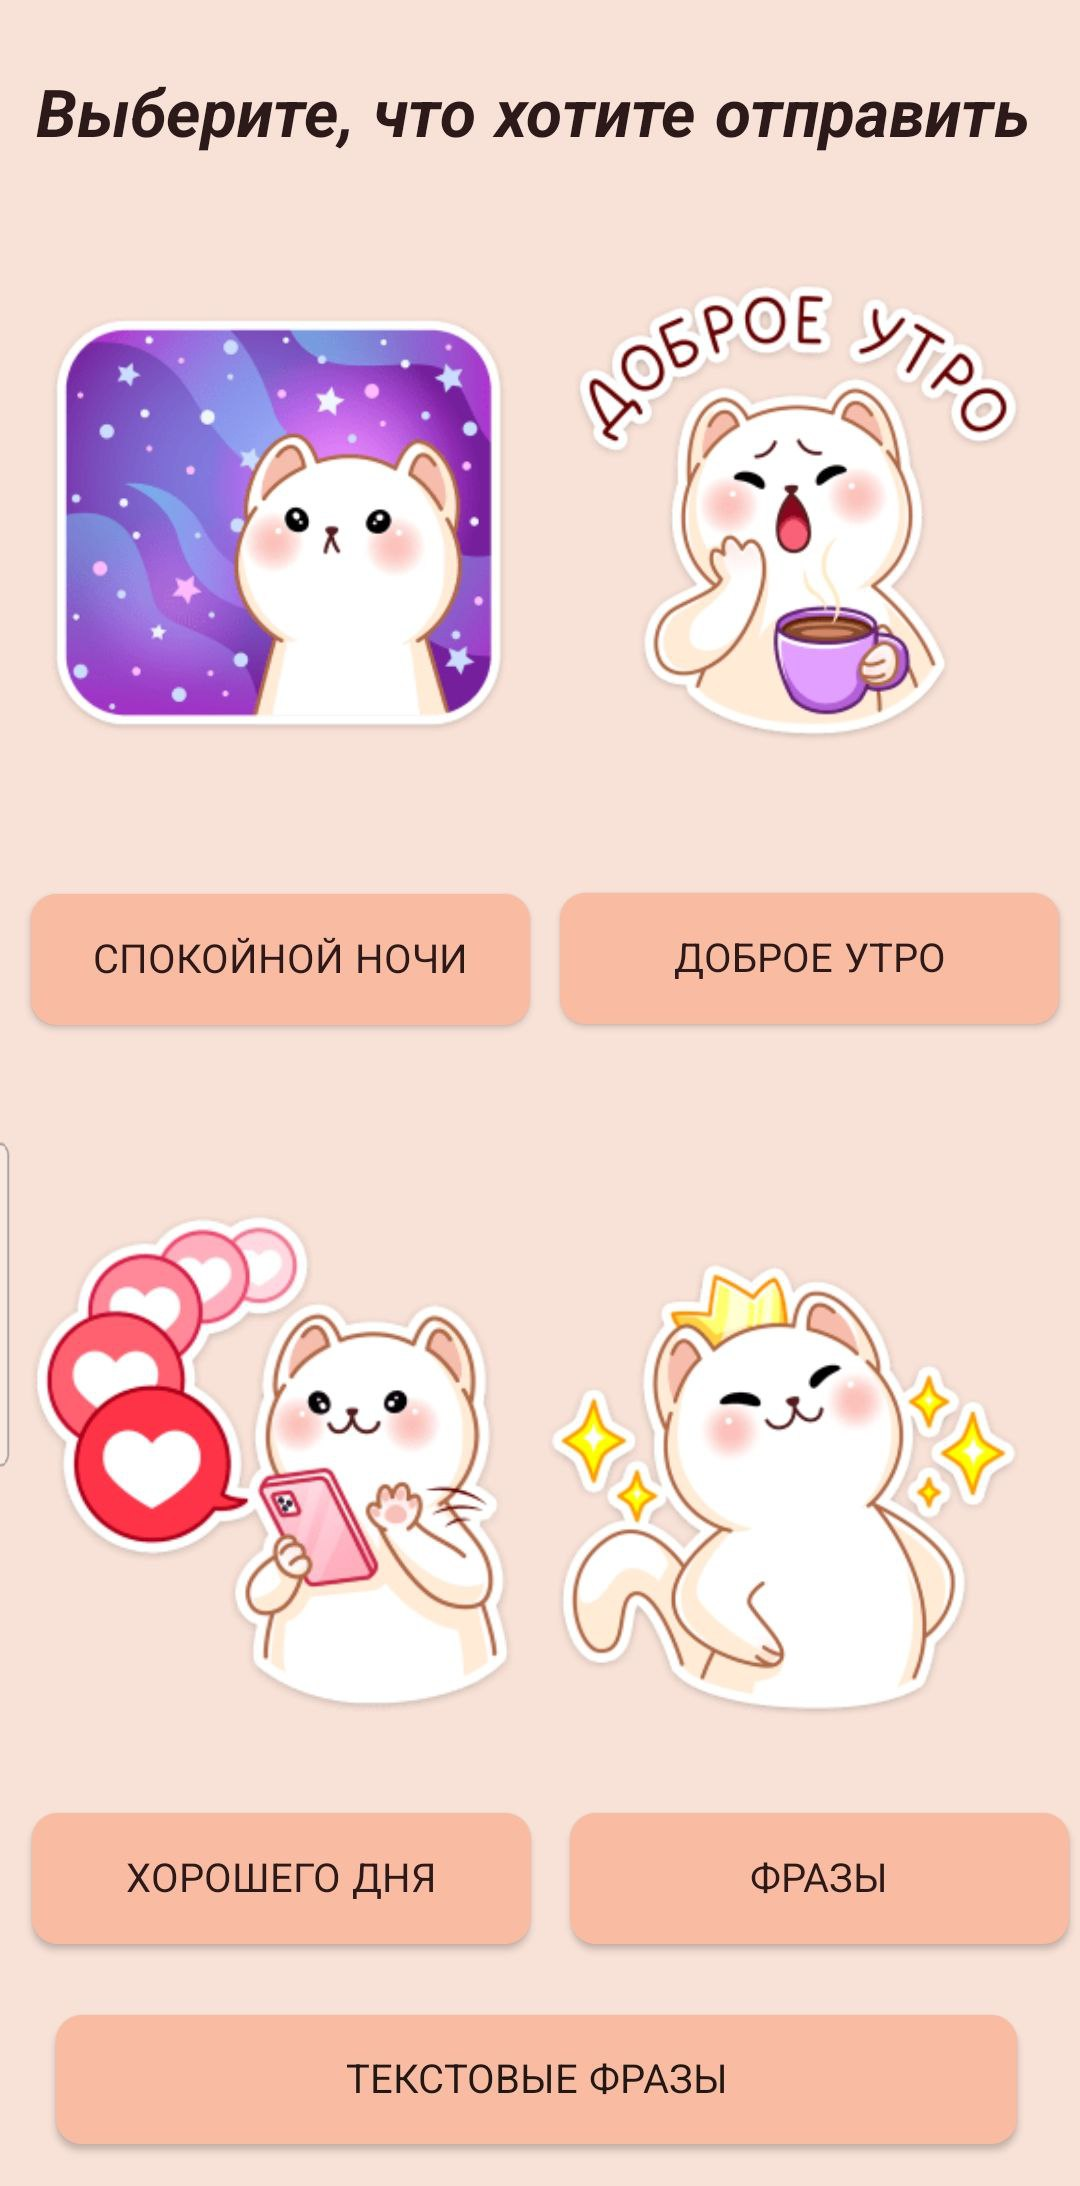 Выберите, что хотите отправить
ДОБРОЕ УТРО
СПОКОЙНОЙ НОЧИ
ДОБРОЕ УТРО
ХОРОШЕГО ДНЯ
ФРАЗЫ
ТЕКСТОВЫЕ ФРАЗЫ